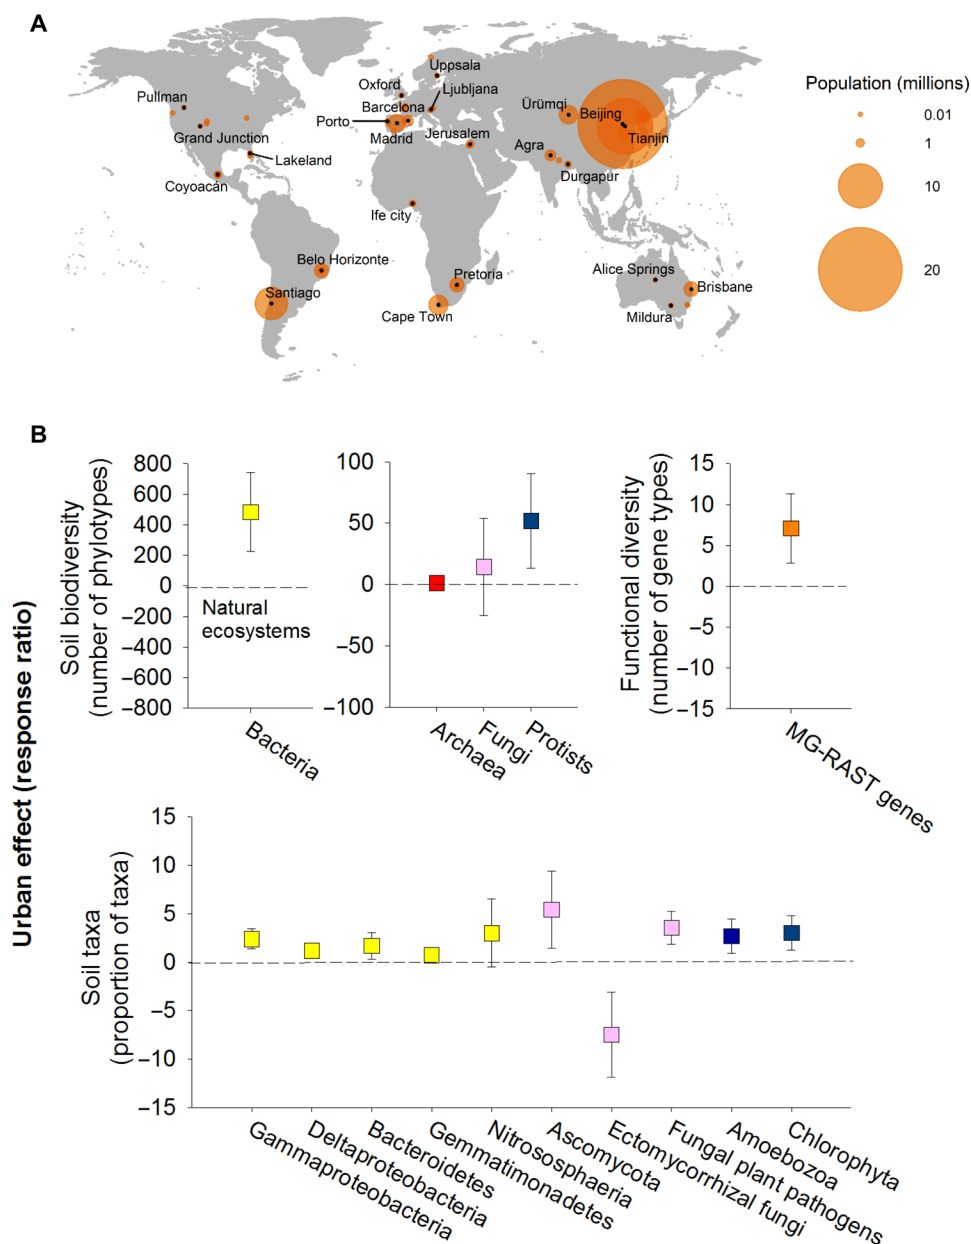 A
Uppsala
Oxford
Ljubljana
Pullman
Barcelona
Ürümqi
Beijing
Porto
Madrid
Jerusalem
Tianjin
Grand Junction
Agra
Lakeland
Durgapur
Coyoacán
Ife city
Belo Horizonte
Pretoria
Alice Springs
Santiago
Brisbane
Cape Town
Mildura
Population (millions)
0.01
1
10
20
B
Urban effect (response ratio)
Soil biodiversity
(number of phylotypes)
800
600
400
200
0
−200
−400
−600
−800
Natural
ecosystems
Bacteria
100
50
0
−50
−100
Archaea
Fungi
Protists
Functional diversity
(number of gene types)
15
10
5
0
−5
−10
−15
MG-RAST genes
Soil taxa
(proportion of taxa)
15
10
5
0
−5
−10
−15
Gammaproteobacteria
Deltaproteobacteria
Bacteroidetes
Gemmatimonadetes
Nitrososphaeria
Ascomycota
Ectomycorrhizal fungi
Fungal plant pathogens
Amoebozoa
Chlorophyta